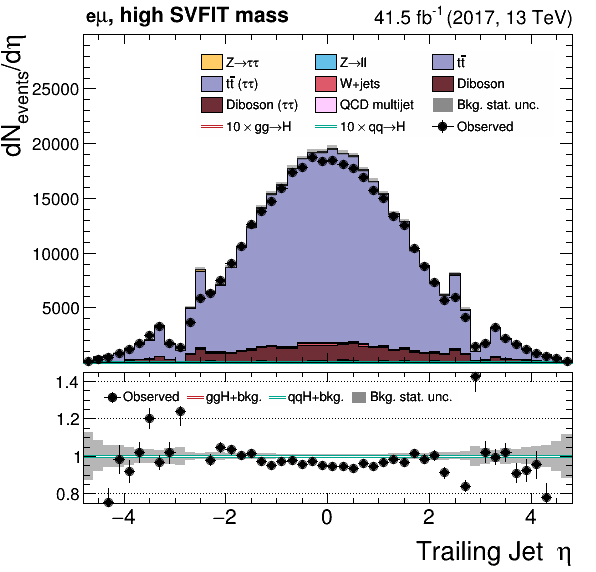 eμ, high SVFIT mass 41.5 fb⁻¹ (2017, 13 TeV)
dN_events/dη
25000
20000
15000
10000
5000
Z→ττ Z→ll tt̄
tt̄ (ττ) W+jets Diboson
Diboson (ττ) QCD multijet Bkg. stat. unc.
10 × gg→H 10 × qq→H Observed
1.4
1.2
1
0.8
Observed ggH+bkg. qqH+bkg. Bkg. stat. unc.
−4 −2 0 2 4
Trailing Jet η